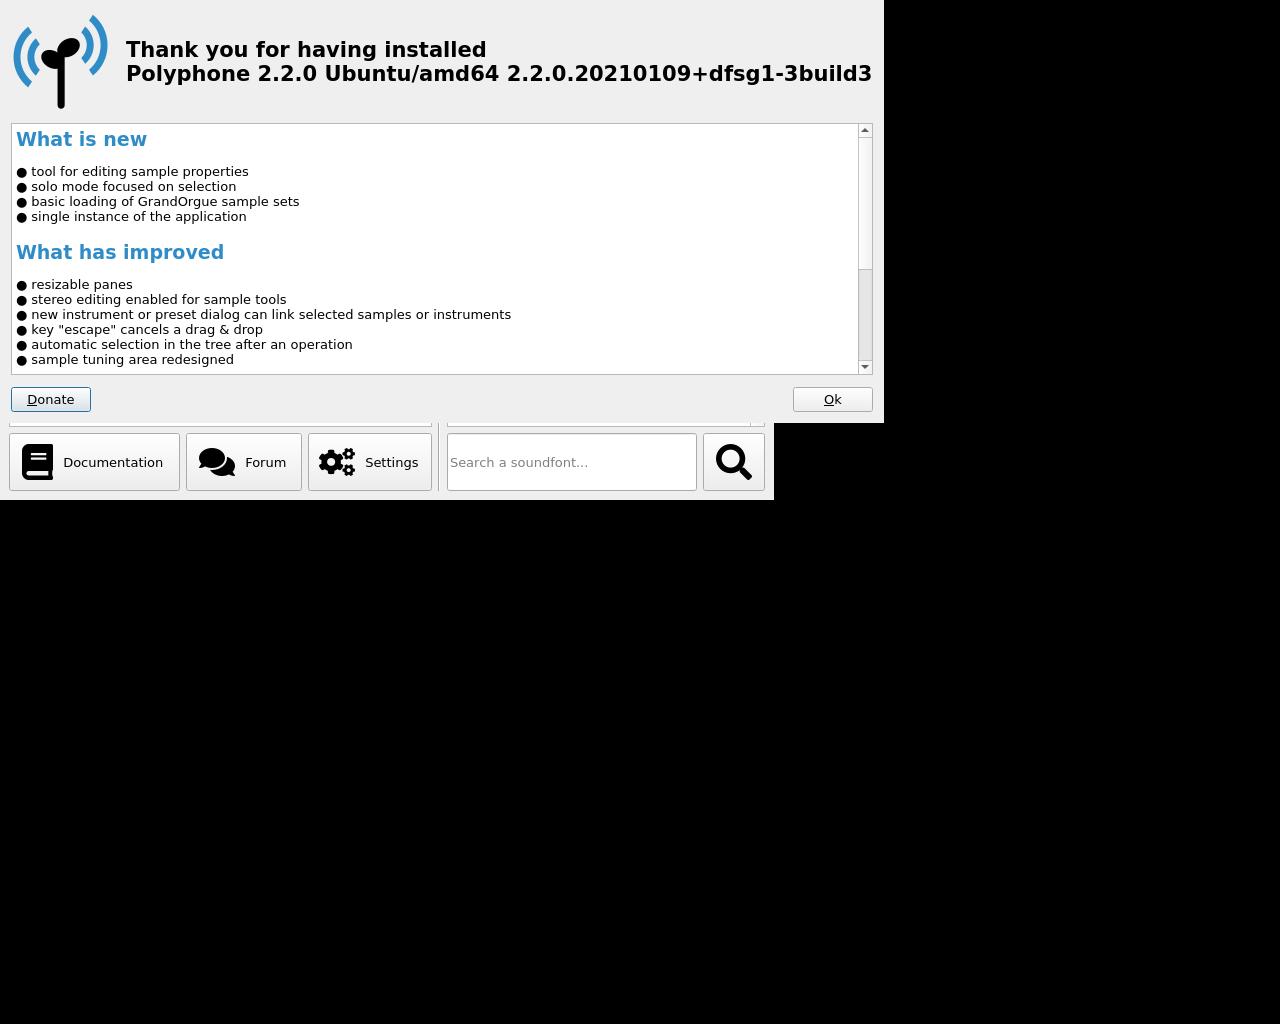 Thank you for having installed
Polyphone 2.2.0 Ubuntu/amd64 2.2.0.20210109+dfsg1-3build3
What is new
● tool for editing sample properties
● solo mode focused on selection
● basic loading of GrandOrgue sample sets
● single instance of the application
What has improved
● resizable panes
● stereo editing enabled for sample tools
● new instrument or preset dialog can link selected samples or instruments
● key "escape" cancels a drag & drop
● automatic selection in the tree after an operation
● sample tuning area redesigned
Donate
Ok
Documentation
Forum
Settings
Search a soundfont...